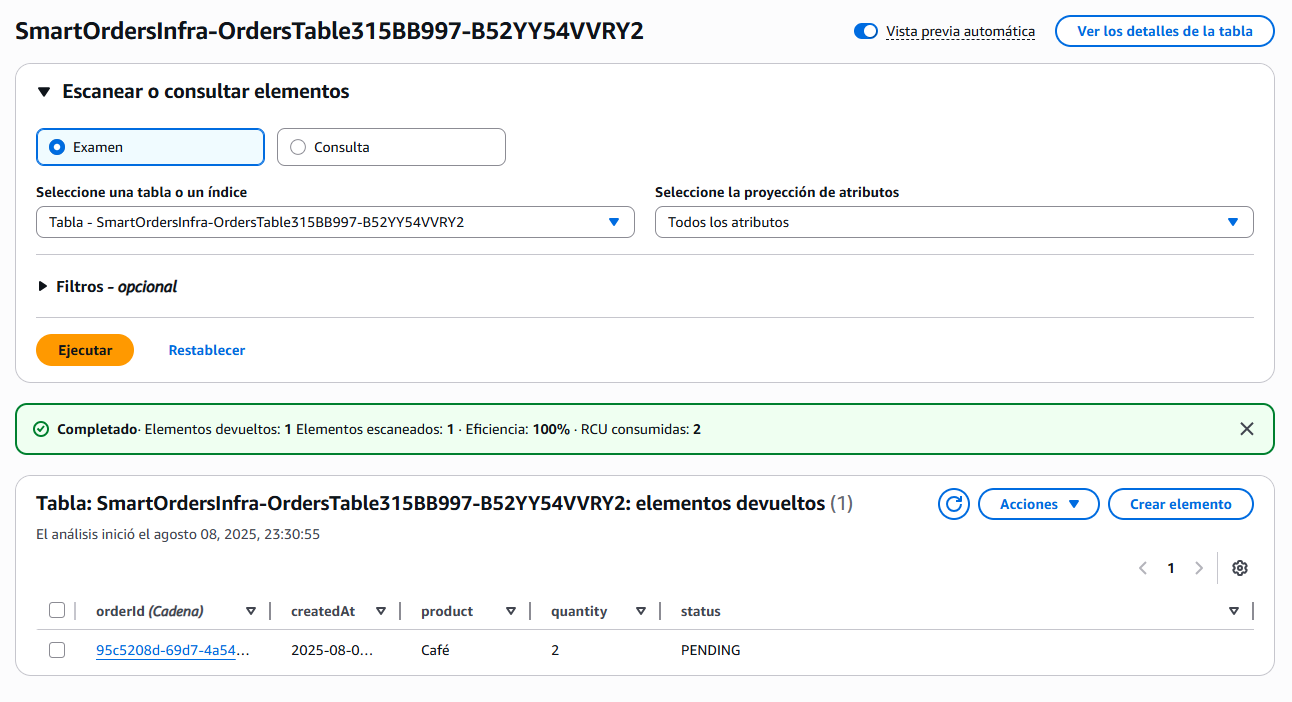 SmartOrdersInfra-OrdersTable315BB997-B52YY54VVRY2
Vista previa automática
Ver los detalles de la tabla
Escanear o consultar elementos
Examen
Consulta
Seleccione una tabla o un índice
Seleccione la proyección de atributos
Tabla - SmartOrdersInfra-OrdersTable315BB997-B52YY54VVRY2
Todos los atributos
Filtros - opcional
Ejecutar
Restablecer
Completado· Elementos devueltos: 1 Elementos escaneados: 1 · Eficiencia: 100% · RCU consumidas: 2
Tabla: SmartOrdersInfra-OrdersTable315BB997-B52YY54VVRY2: elementos devueltos (1)
Acciones
Crear elemento
El análisis inició el agosto 08, 2025, 23:30:55
1
orderId (Cadena) createdAt product quantity status
95c5208d-69d7-4a54... 2025-08-0... Café 2 PENDING